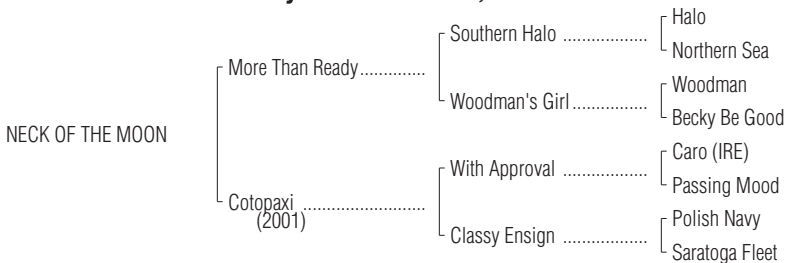 Halo
Southern Halo ..................
Northern Sea
More Than Ready..............
Woodman
Woodman's Girl................
Becky Be Good
NECK OF THE MOON
Caro (IRE)
With Approval ..................
Passing Mood
Cotopaxi ..........................
(2001)
Polish Navy
Classy Ensign ..................
Saratoga Fleet